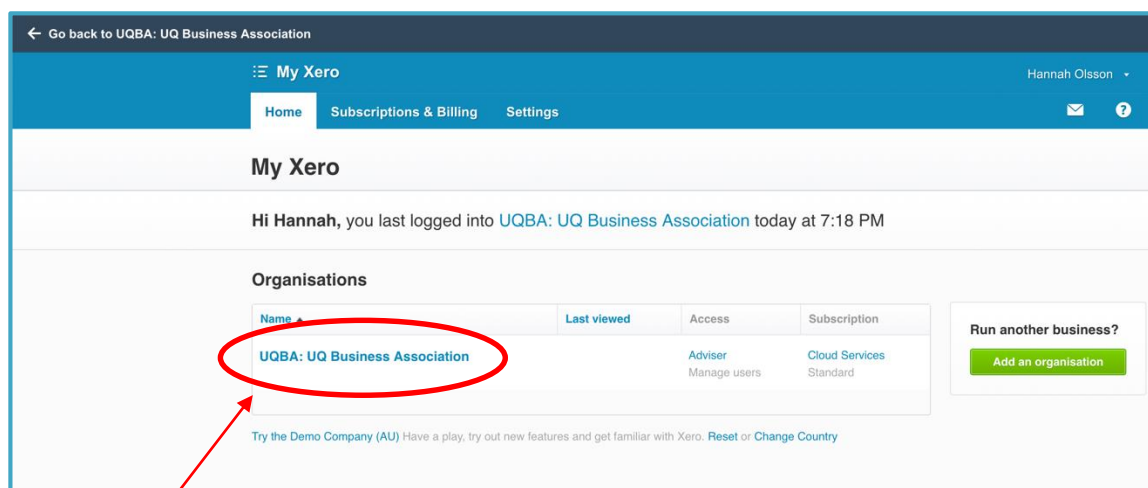 ← Go back to UQBA: UQ Business Association
My Xero
Hannah Olsson
Home Subscriptions & Billing Settings
?
My Xero
Hi Hannah, you last logged into UQBA: UQ Business Association today at 7:18 PM
Organisations
Name Last viewed Access Subscription
UQBA: UQ Business Association Adviser Cloud Services
Manage users Standard
Run another business?
Add an organisation
Try the Demo Company (AU) Have a play, try out new features and get familiar with Xero. Reset or Change Country